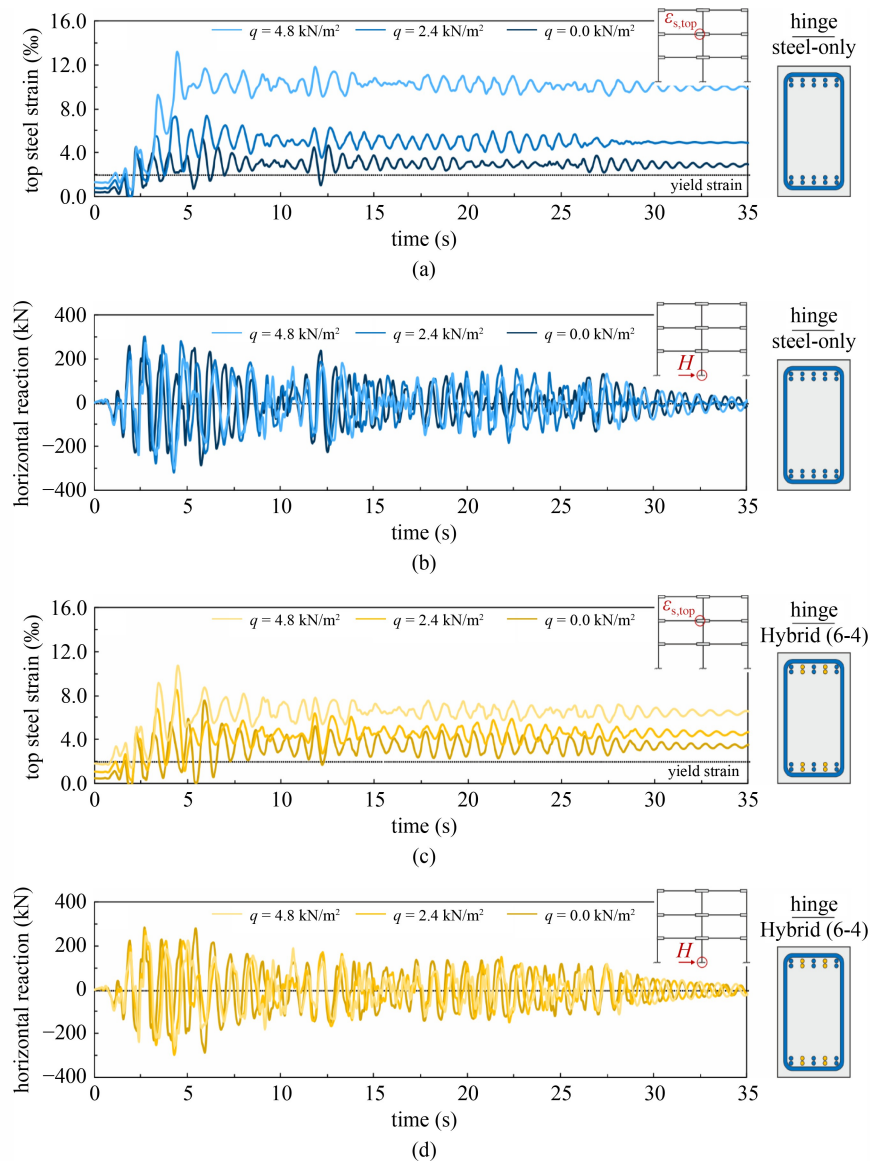 top steel strain (‰)
16.0
12.0
8.0
4.0
0.0
q = 4.8 kN/m² q = 2.4 kN/m² q = 0.0 kN/m²
εs,top
yield strain
0 5 10 15 20 25 30 35
time (s)
hinge
steel-only
(a)
horizontal reaction (kN)
400
200
0
−200
−400
q = 4.8 kN/m² q = 2.4 kN/m² q = 0.0 kN/m²
H
0 5 10 15 20 25 30 35
time (s)
hinge
steel-only
(b)
top steel strain (‰)
16.0
12.0
8.0
4.0
0.0
q = 4.8 kN/m² q = 2.4 kN/m² q = 0.0 kN/m²
εs,top
yield strain
0 5 10 15 20 25 30 35
time (s)
hinge
Hybrid (6-4)
(c)
horizontal reaction (kN)
400
200
0
−200
−400
q = 4.8 kN/m² q = 2.4 kN/m² q = 0.0 kN/m²
H
0 5 10 15 20 25 30 35
time (s)
hinge
Hybrid (6-4)
(d)